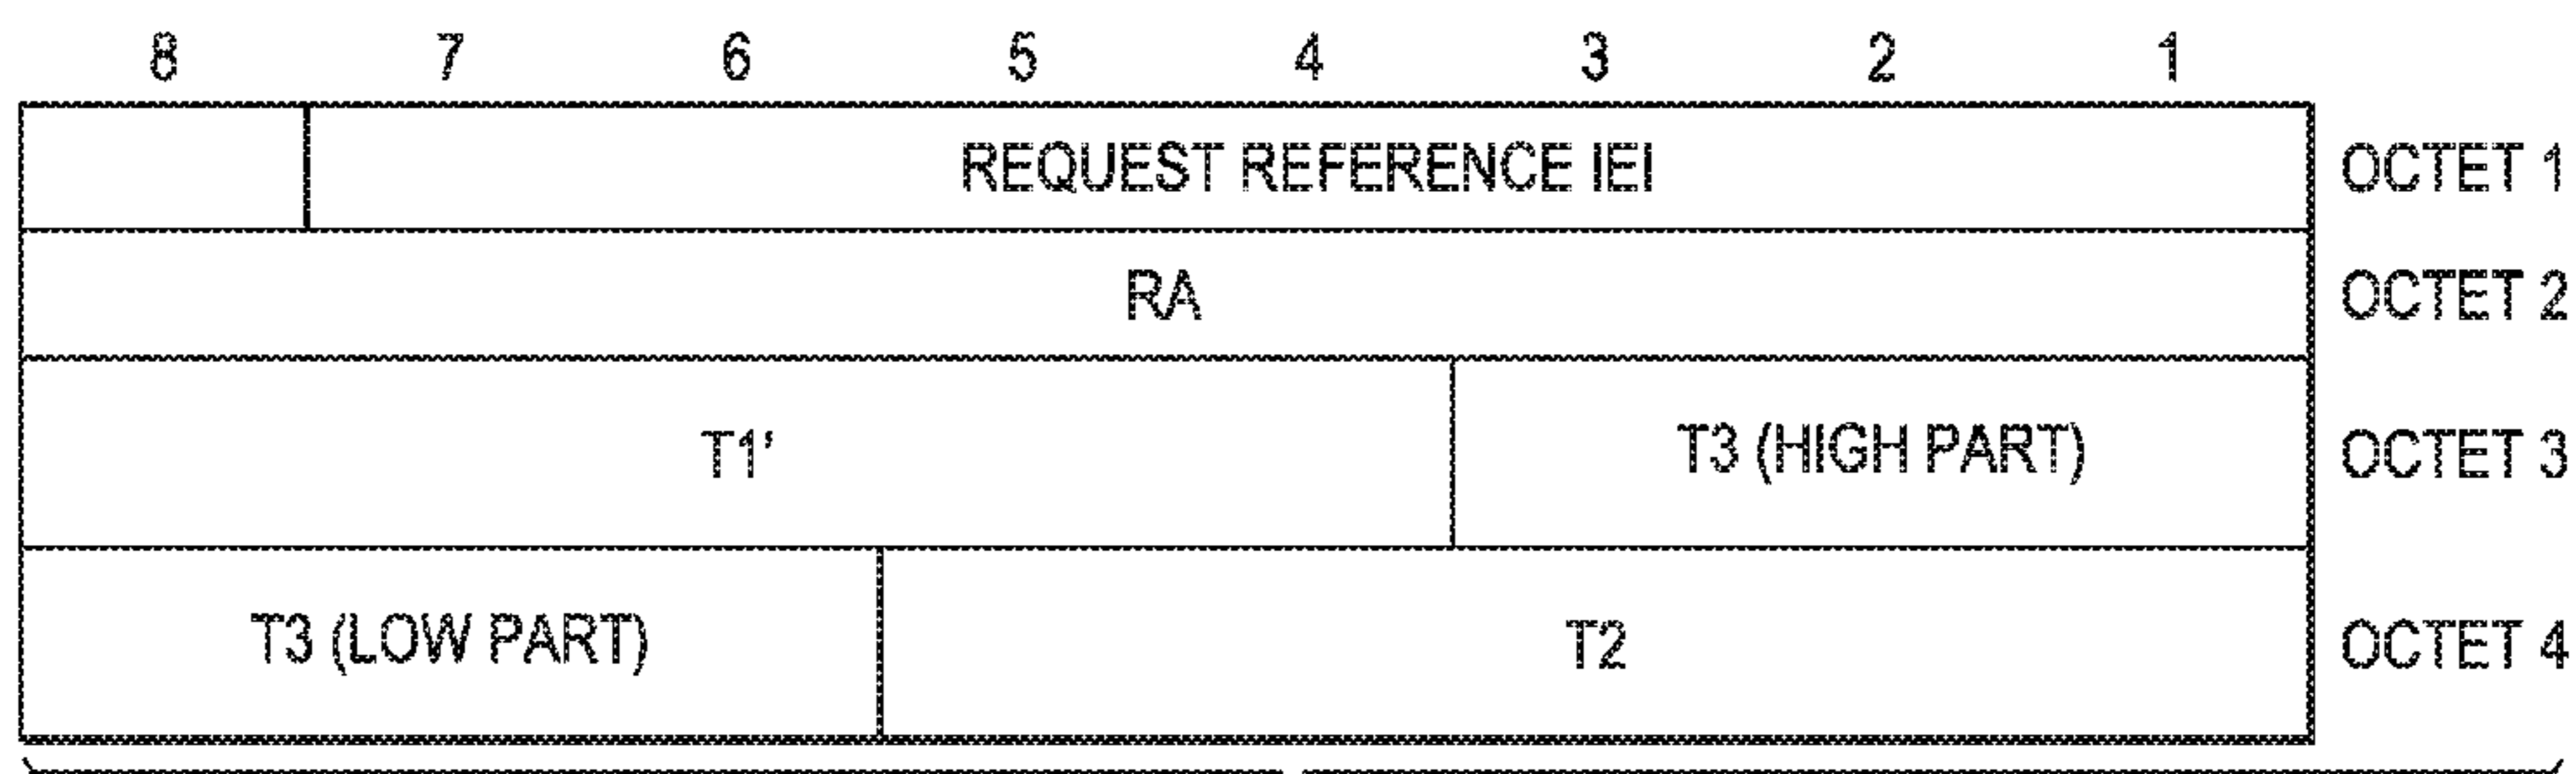 8 7 6 5 4 3 2 1
REQUEST REFERENCE IEI OCTET 1
RA OCTET 2
T1' T3 (HIGH PART) OCTET 3
T3 (LOW PART) T2 OCTET 4